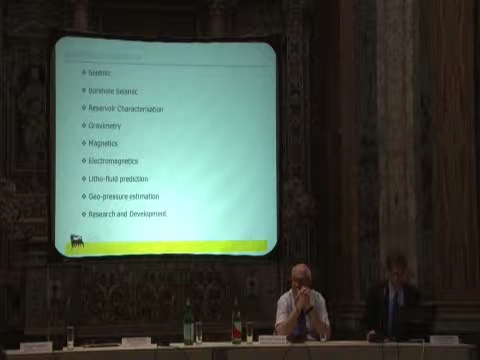 Seismic
Borehole Seismic
Reservoir Characterisation
Gravimetry
Magnetics
Electromagnetics
Litho-fluid prediction
Geo-pressure estimation
Research and Development